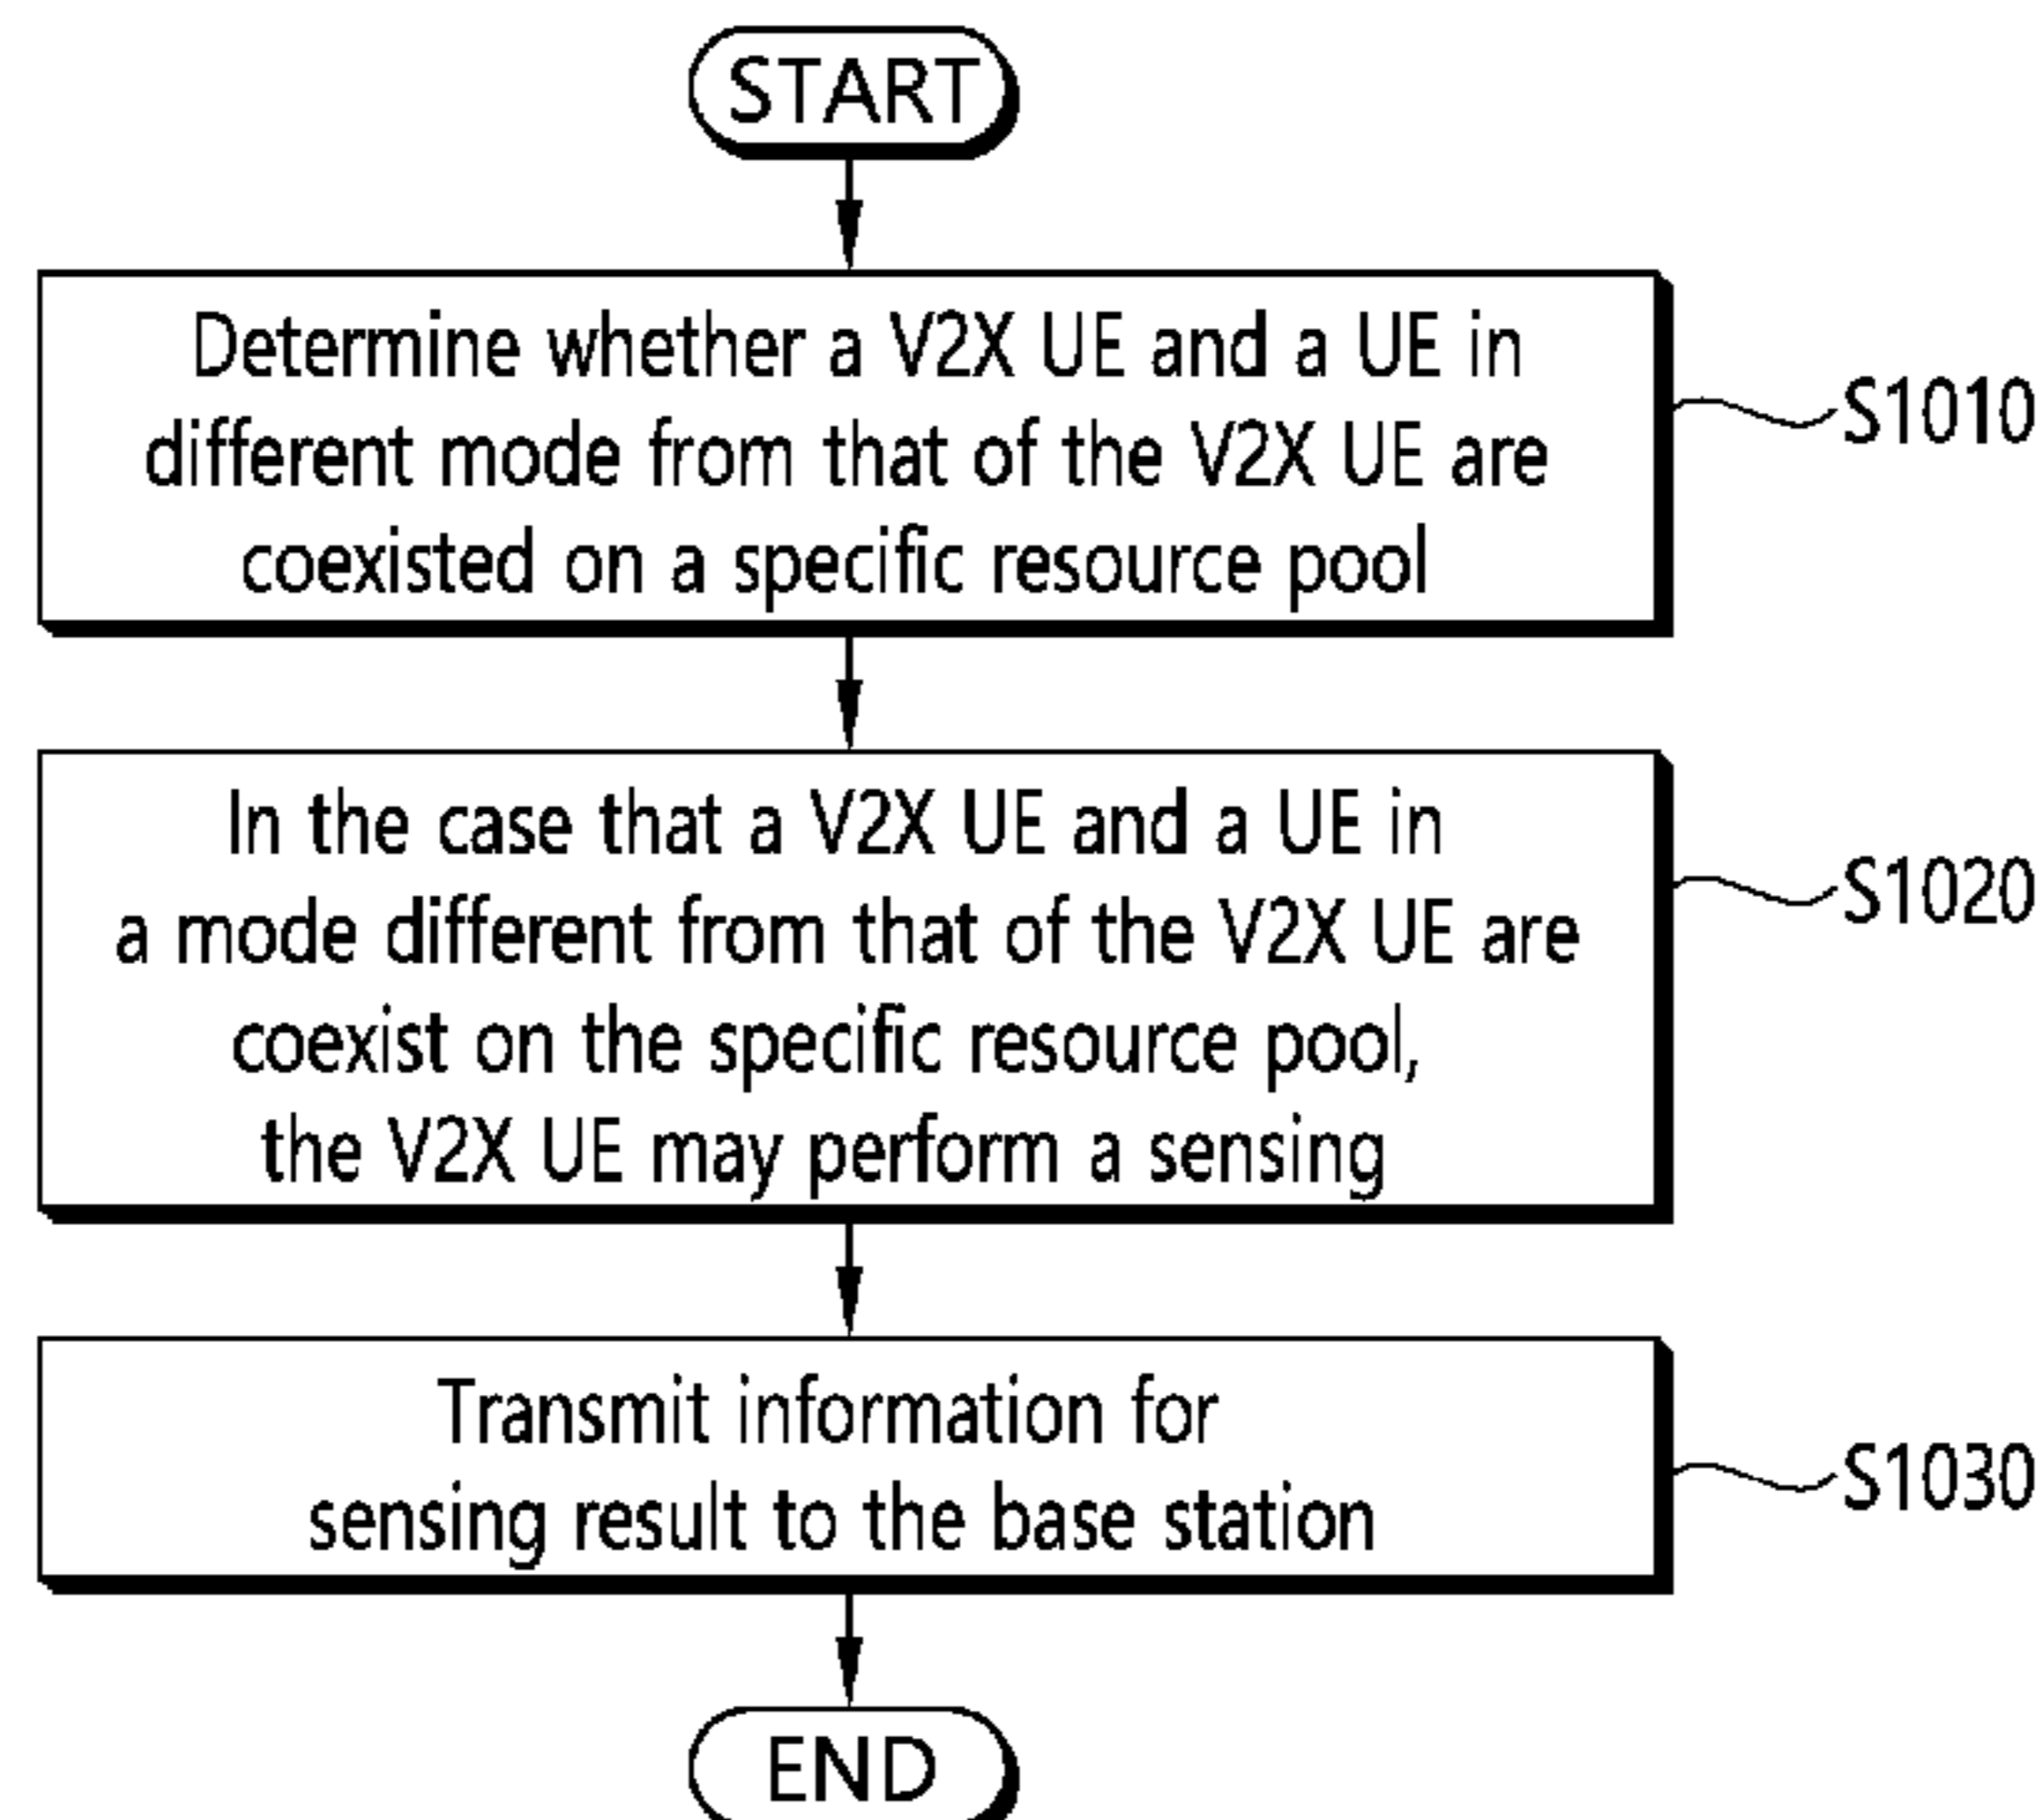 START
Determine whether a V2X UE and a UE in
different mode from that of the V2X UE are
coexisted on a specific resource pool
S1010
In the case that a V2X UE and a UE in
a mode different from that of the V2X UE are
coexist on the specific resource pool,
the V2X UE may perform a sensing
S1020
Transmit information for
sensing result to the base station
S1030
END